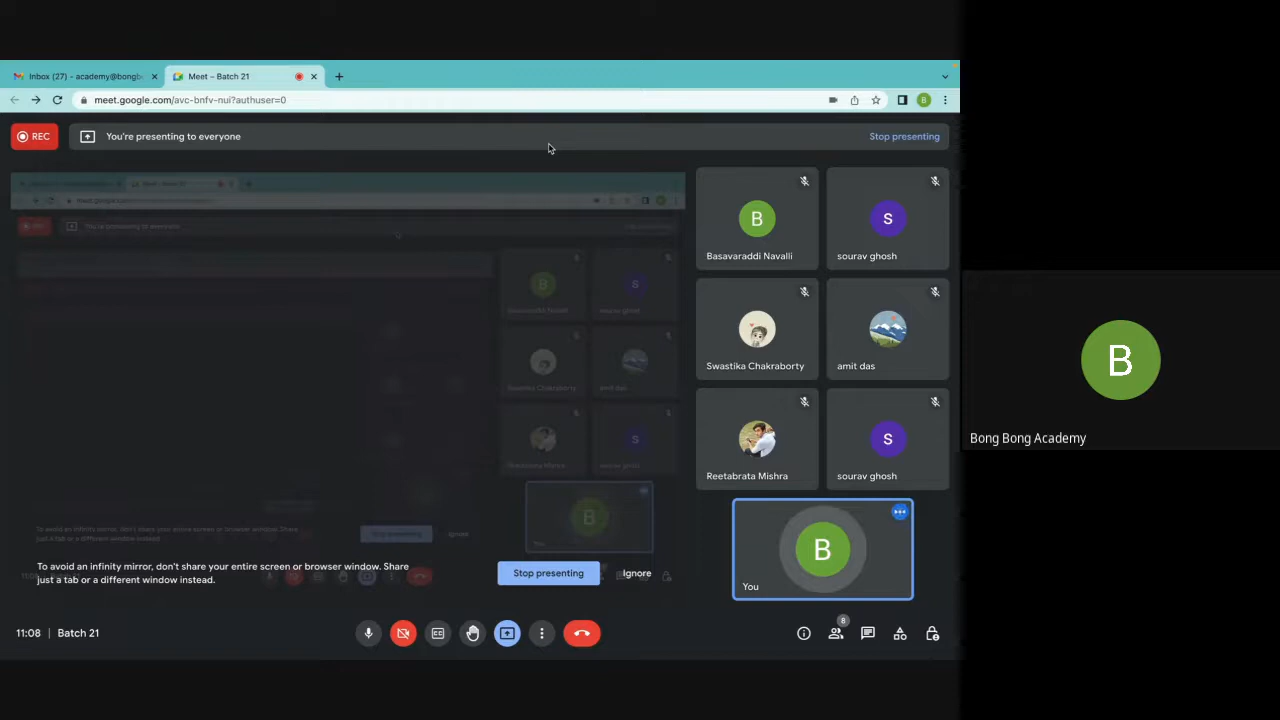 Inbox (27) - academy@bongb
Meet – Batch 21
meet.google.com/avc-bnfv-nui?authuser=0
B
REC
You're presenting to everyone
Stop presenting
B
Basavaraddi Navalli
S
sourav ghosh
Swastika Chakraborty
amit das
Reetabrata Mishra
S
sourav ghosh
B
You
To avoid an infinity mirror, don't share your entire screen or browser window. Share
just a tab or a different window instead.
Stop presenting
Ignore
11:08 | Batch 21
CC
8
B
Bong Bong Academy